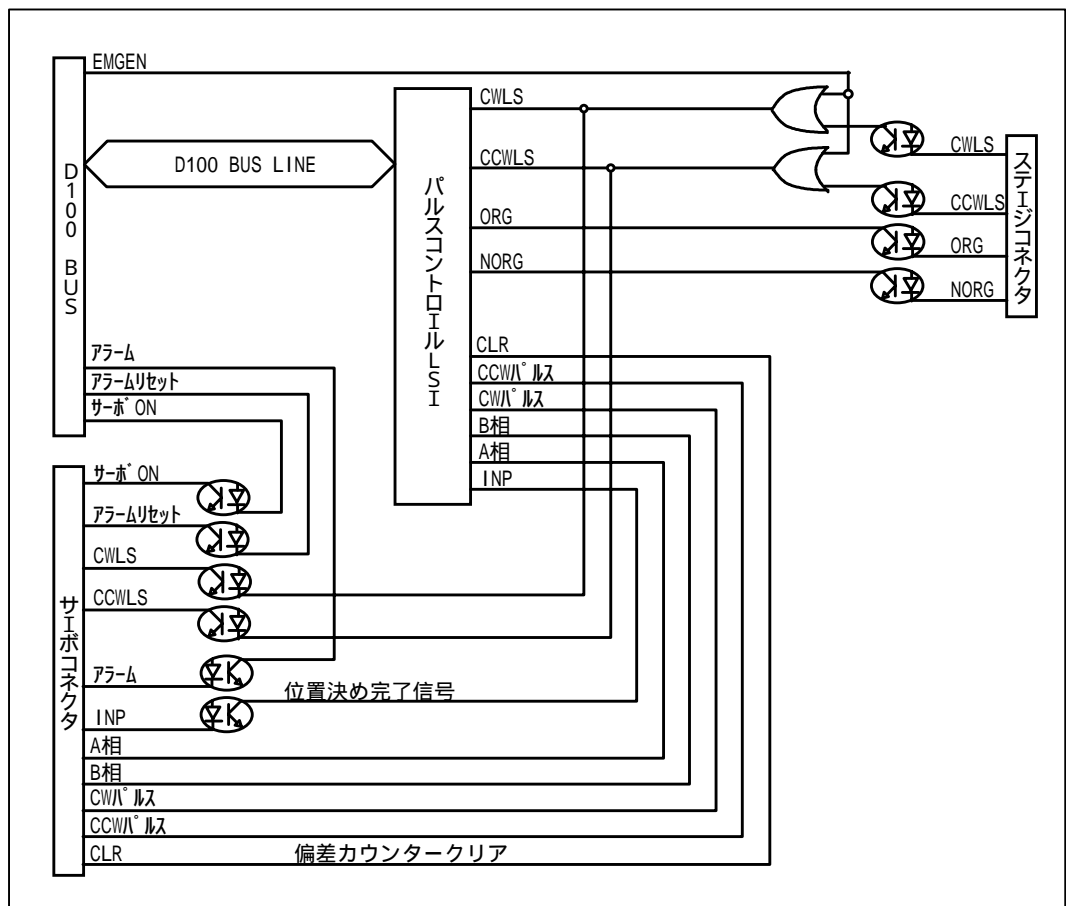 EMGEN
D100 BUS
D100 BUS LINE
アラーム
アラームリセット
サーボON
パルスコントロエルLSI
CWLS
CCWLS
ORG
NORG
CLR
CCWパルス
CWパルス
B相
A相
INP
CWLS
CCWLS
ORG
NORG
ステエジコネクタ
サエボコネクタ
サーボON
アラームリセット
CWLS
CCWLS
アラーム
INP
位置決め完了信号
A相
B相
CWパルス
CCWパルス
CLR
偏差カウンタークリア